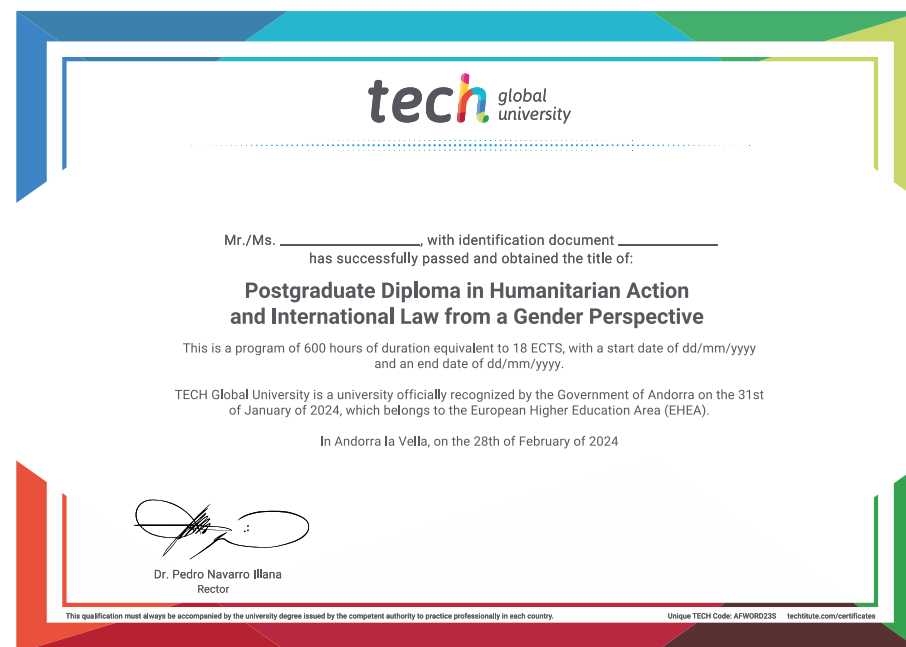 tech global
university
Mr./Ms. ____________, with identification document ____________
has successfully passed and obtained the title of:
Postgraduate Diploma in Humanitarian Action
and International Law from a Gender Perspective
This is a program of 600 hours of duration equivalent to 18 ECTS, with a start date of dd/mm/yyyy
and an end date of dd/mm/yyyy.
TECH Global University is a university officially recognized by the Government of Andorra on the 31st
of January of 2024, which belongs to the European Higher Education Area (EHEA).
In Andorra la Vella, on the 28th of February of 2024
Dr. Pedro Navarro Illana
Rector
This qualification must always be accompanied by the university degree issued by the competent authority to practice professionally in each country.
Unique TECH Code: AFWORD23S techtitute.com/certificates